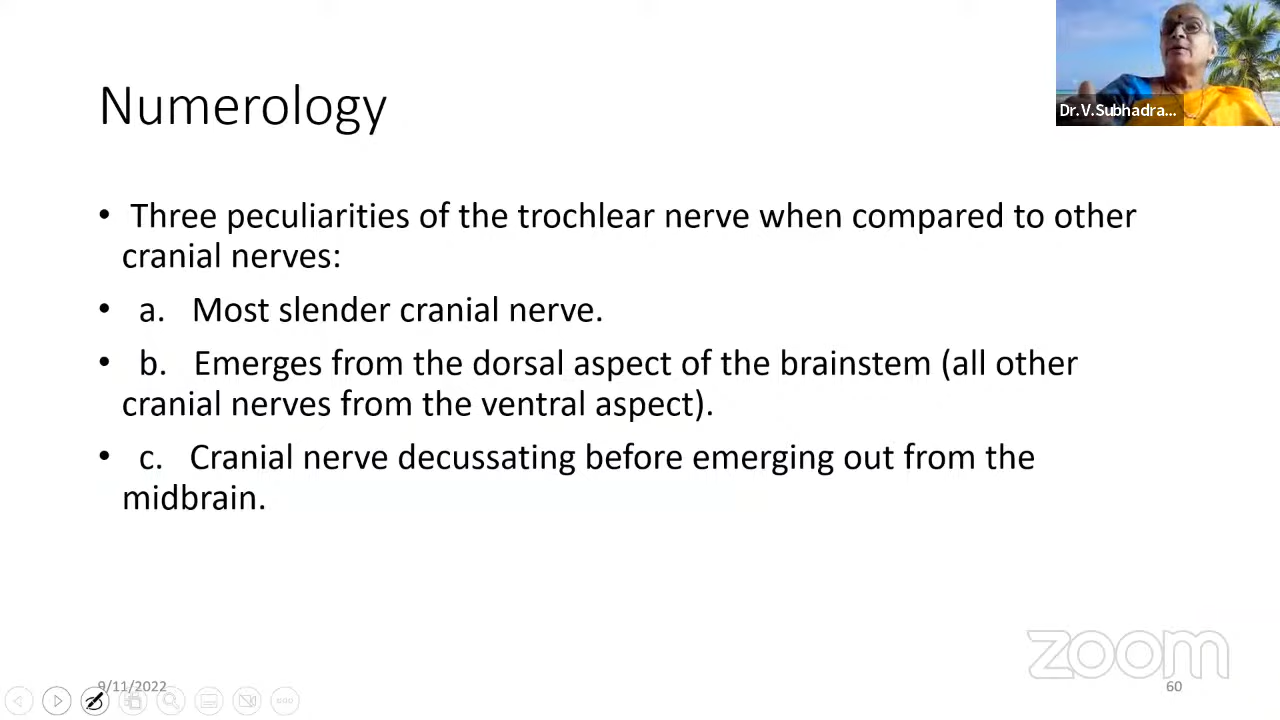 Dr.V.Subhadra...
Numerology
• Three peculiarities of the trochlear nerve when compared to other
cranial nerves:
• a. Most slender cranial nerve.
• b. Emerges from the dorsal aspect of the brainstem (all other
cranial nerves from the ventral aspect).
• c. Cranial nerve decussating before emerging out from the
midbrain.
zoom
9/11/2022
60